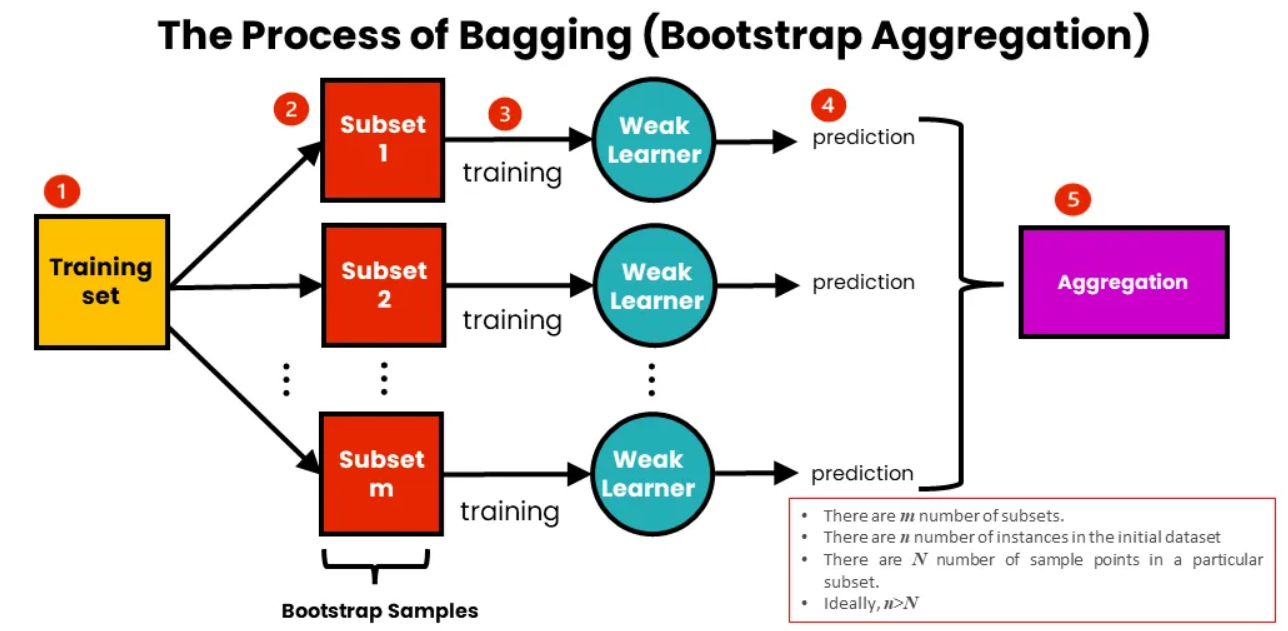 The Process of Bagging (Bootstrap Aggregation)
1
Training
set
2
Subset
1
3
training
Weak
Learner
4
prediction
Subset
2
training
Weak
Learner
prediction
Subset
m
training
Weak
Learner
prediction
Bootstrap Samples
5
Aggregation
• There are m number of subsets.
• There are n number of instances in the initial dataset
• There are N number of sample points in a particular
subset.
• Ideally, n>N